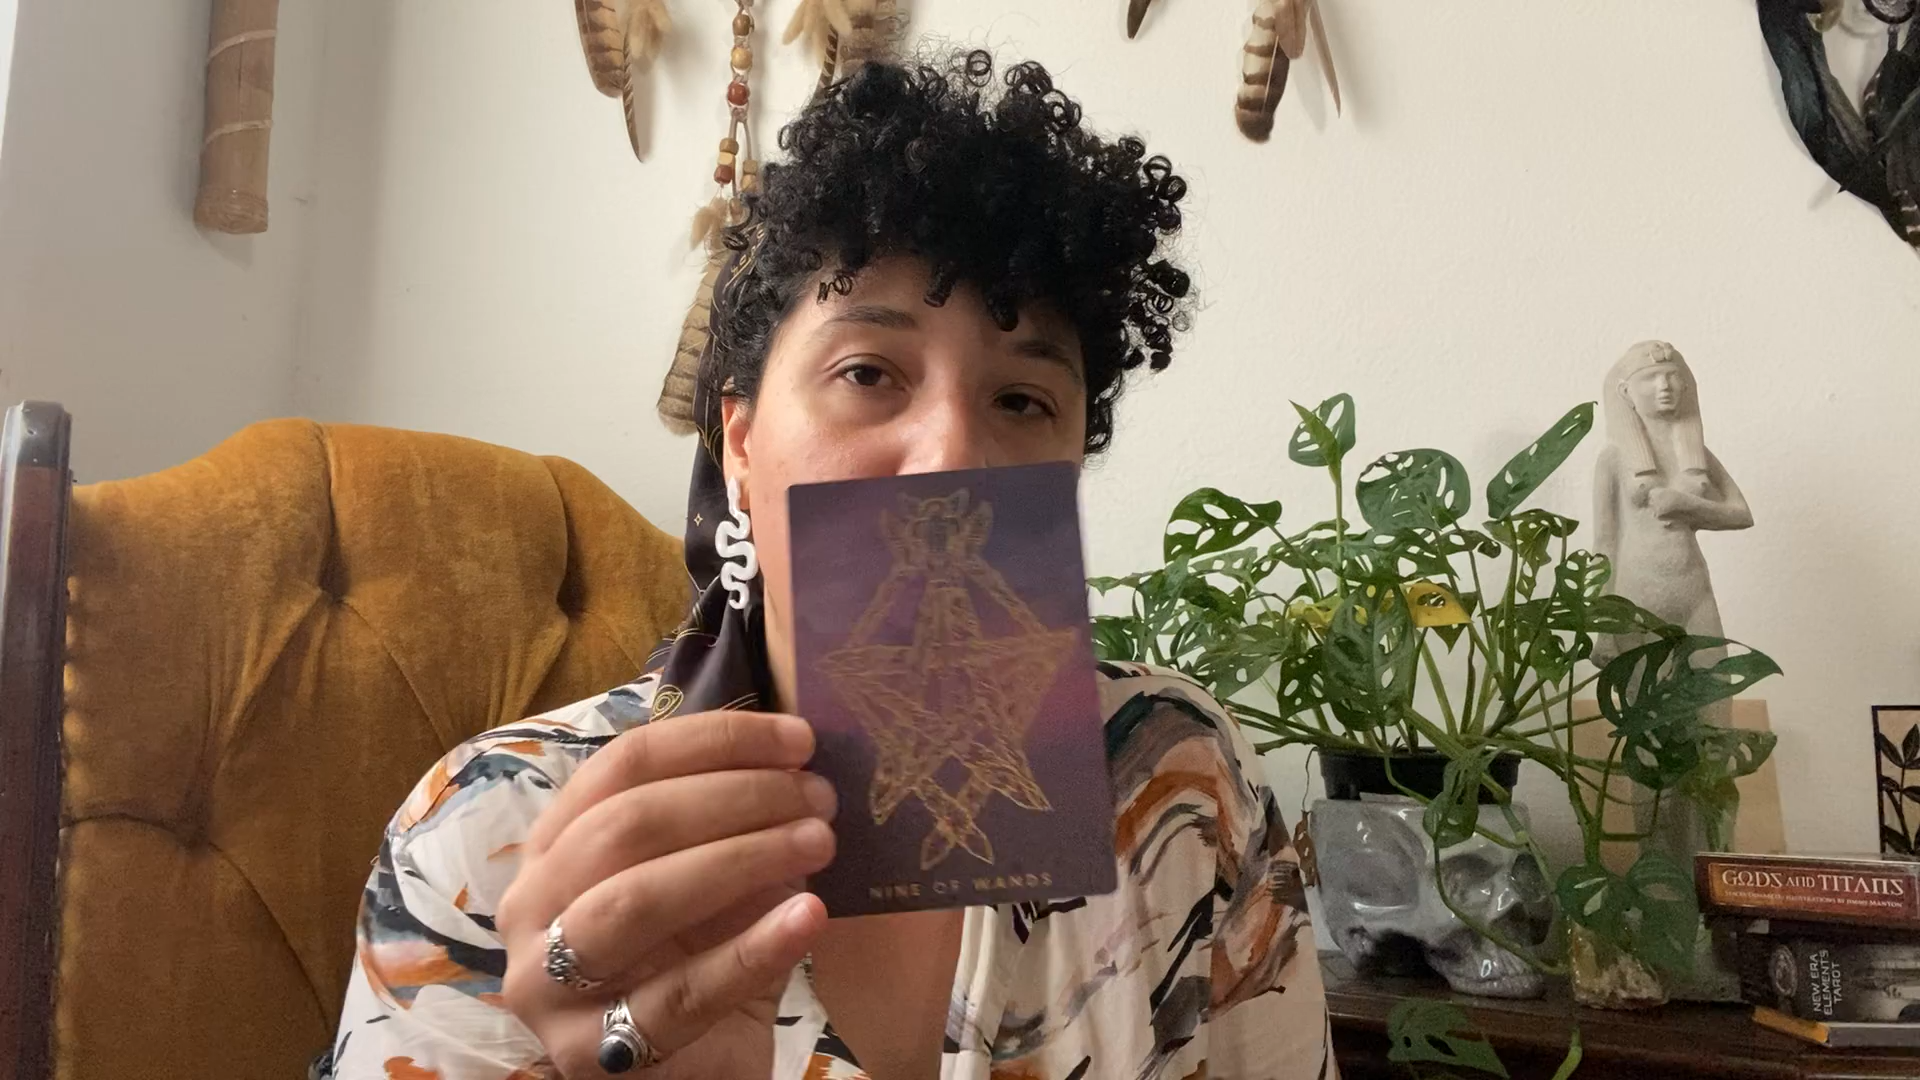 NINE OF WANDS
GODS AND TITANS
NEW ERA
ELEMENTS
TAROT